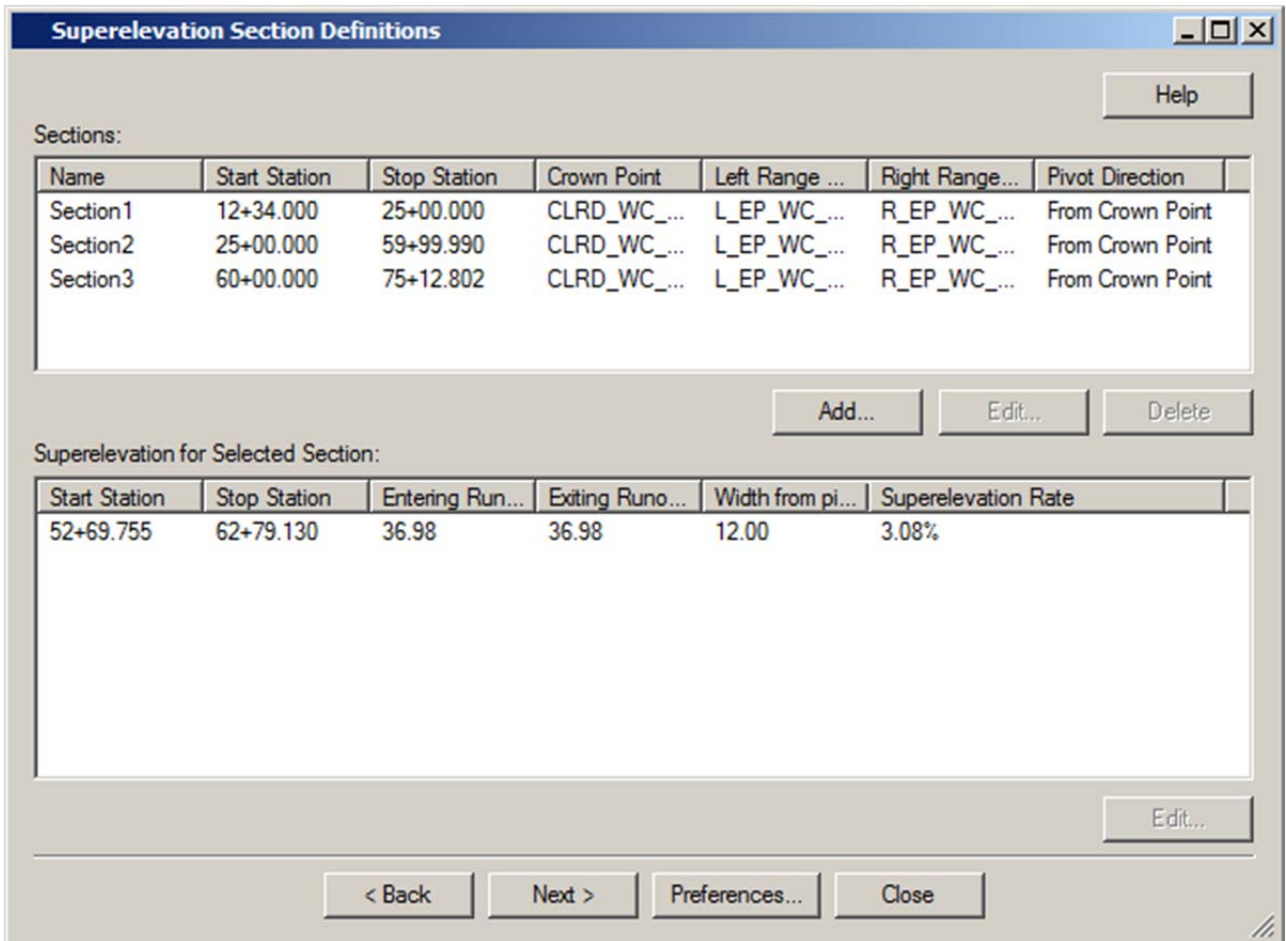 Superelevation Section Definitions
Help
Sections:
Name Start Station Stop Station Crown Point Left Range ... Right Range... Pivot Direction
Section1 12+34.000 25+00.000 CLRD_WC_... L_EP_WC_... R_EP_WC_... From Crown Point
Section2 25+00.000 59+99.990 CLRD_WC_... L_EP_WC_... R_EP_WC_... From Crown Point
Section3 60+00.000 75+12.802 CLRD_WC_... L_EP_WC_... R_EP_WC_... From Crown Point
Add... Edit... Delete
Superelevation for Selected Section:
Start Station Stop Station Entering Run... Exiting Runo... Width from pi... Superelevation Rate
52+69.755 62+79.130 36.98 36.98 12.00 3.08%
Edit...
< Back Next > Preferences... Close